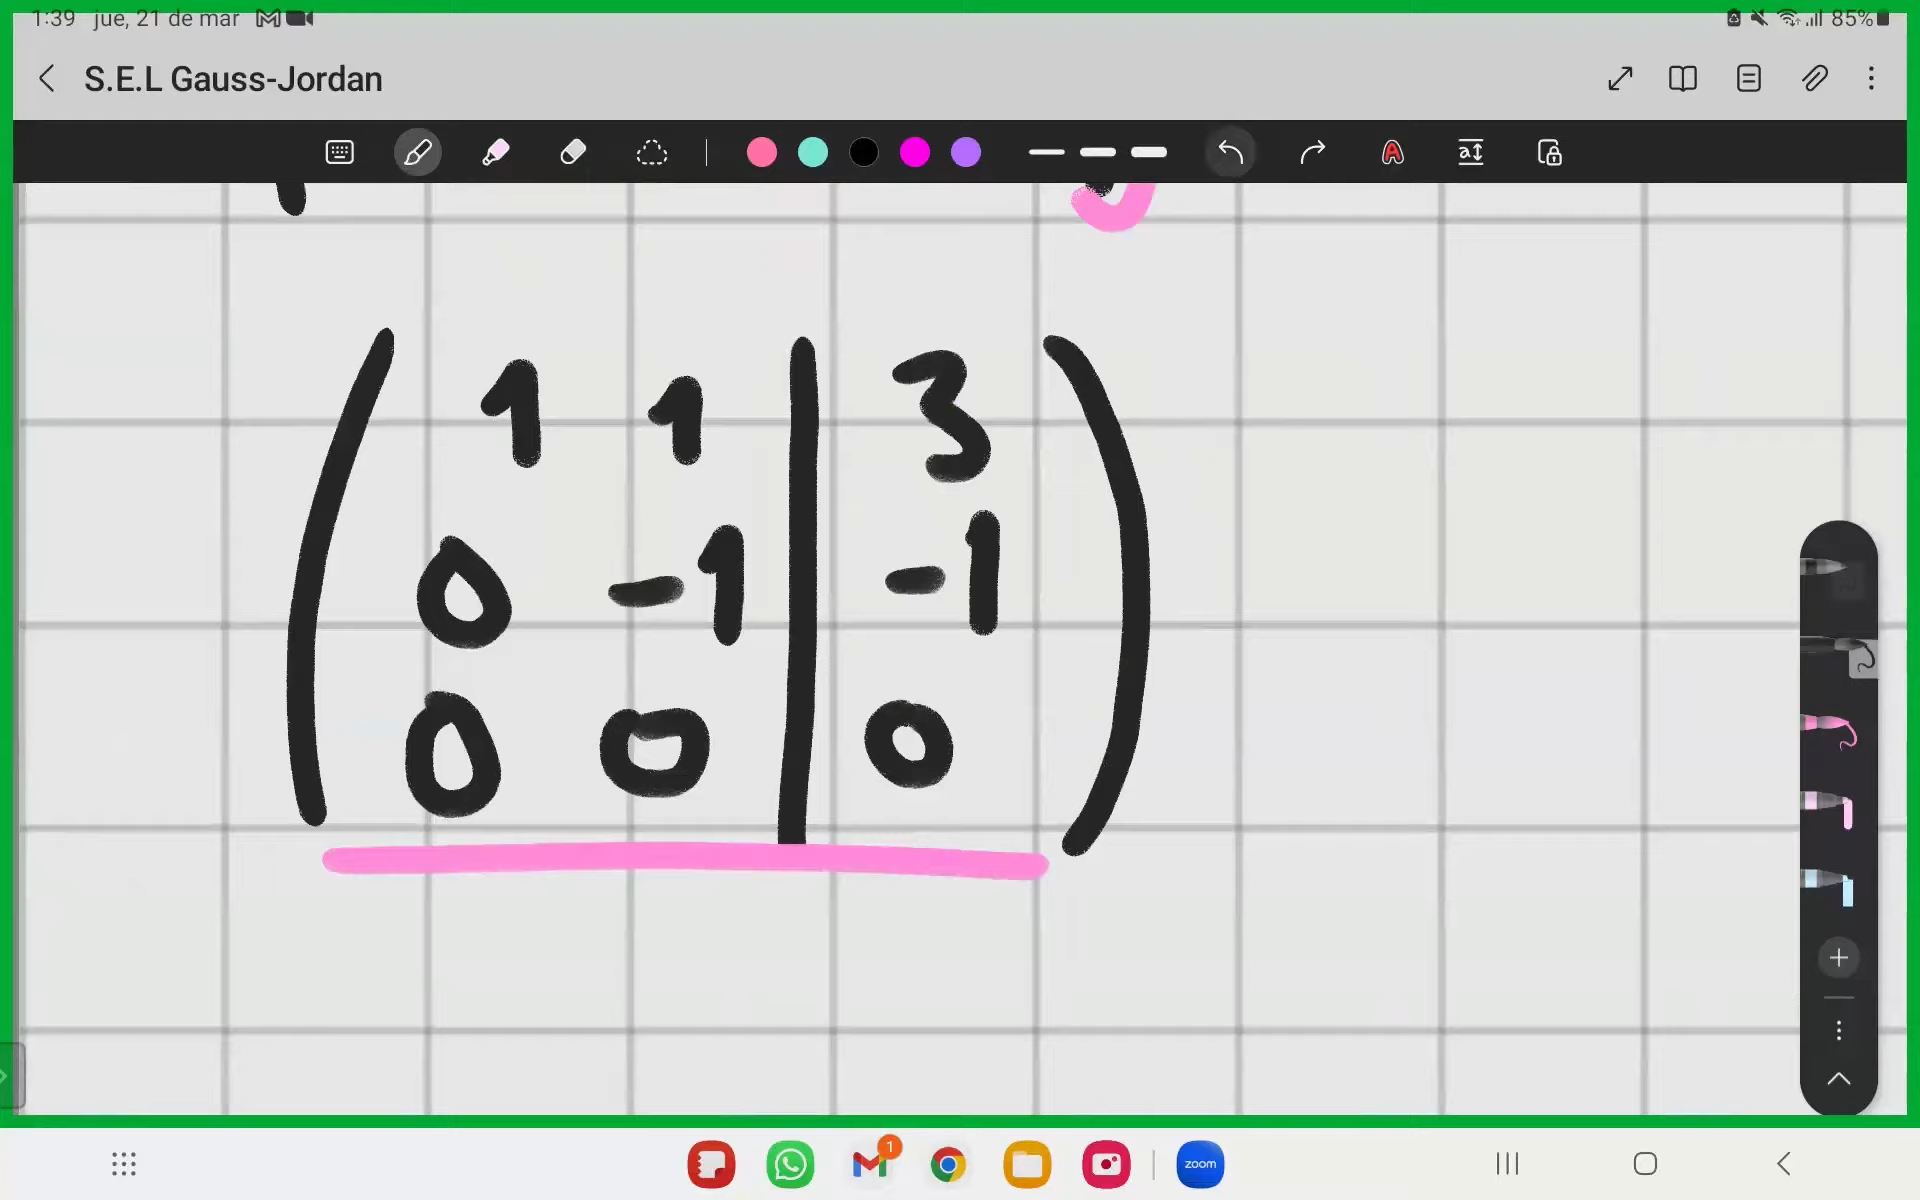 1:39 jue, 21 de mar 85%
S.E.L Gauss-Jordan
A a
1 1 3
0 -1 -1
0 0 0
1
zoom